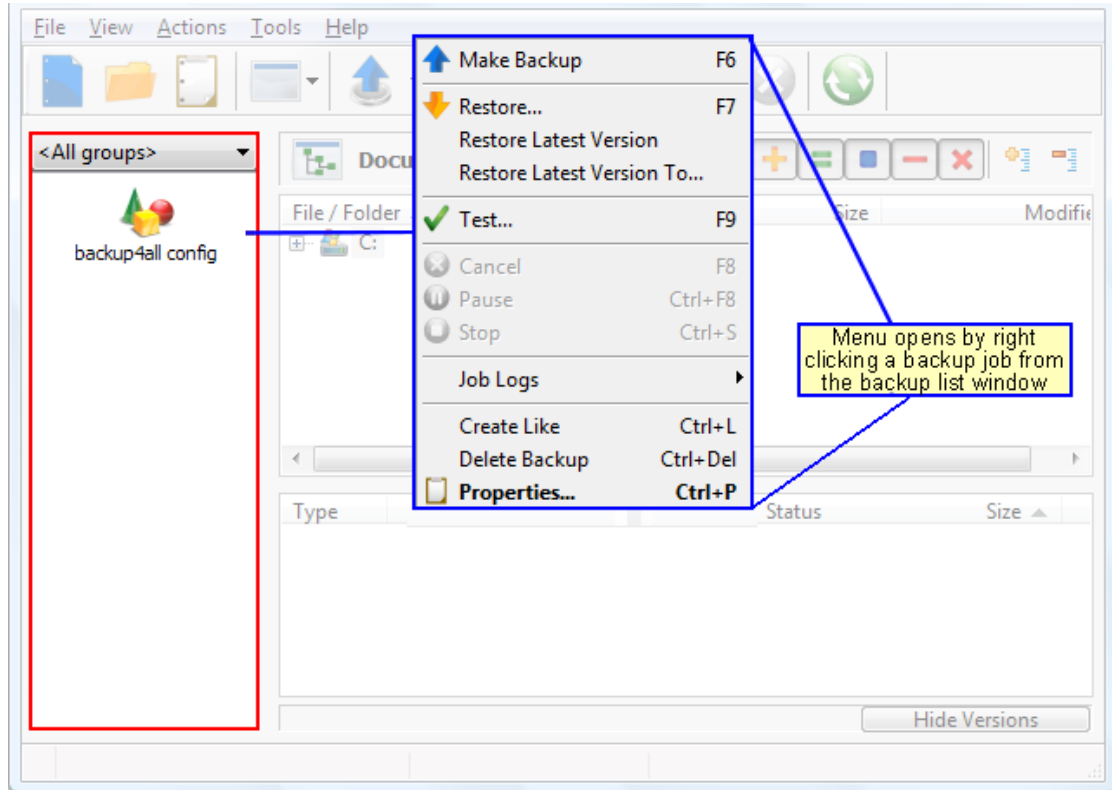 File View Actions Tools Help
Make Backup F6
Restore... F7
Restore Latest Version
Restore Latest Version To...
Test... F9
Cancel F8
Pause Ctrl+F8
Stop Ctrl+S
Job Logs
Create Like Ctrl+L
Delete Backup Ctrl+Del
Properties... Ctrl+P
<All groups>
backup4all config
Docu
File / Folder Size Modifie
C:
Menu opens by right
clicking a backup job from
the backup list window
Type Status Size
Hide Versions